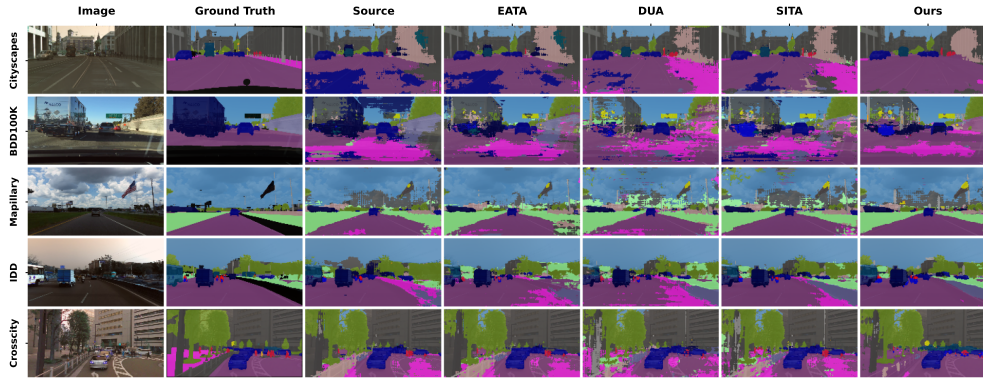 Image Ground Truth Source EATA DUA SITA Ours
Cityscapes
BDD100K
Mapillary
IDD
Crosscity